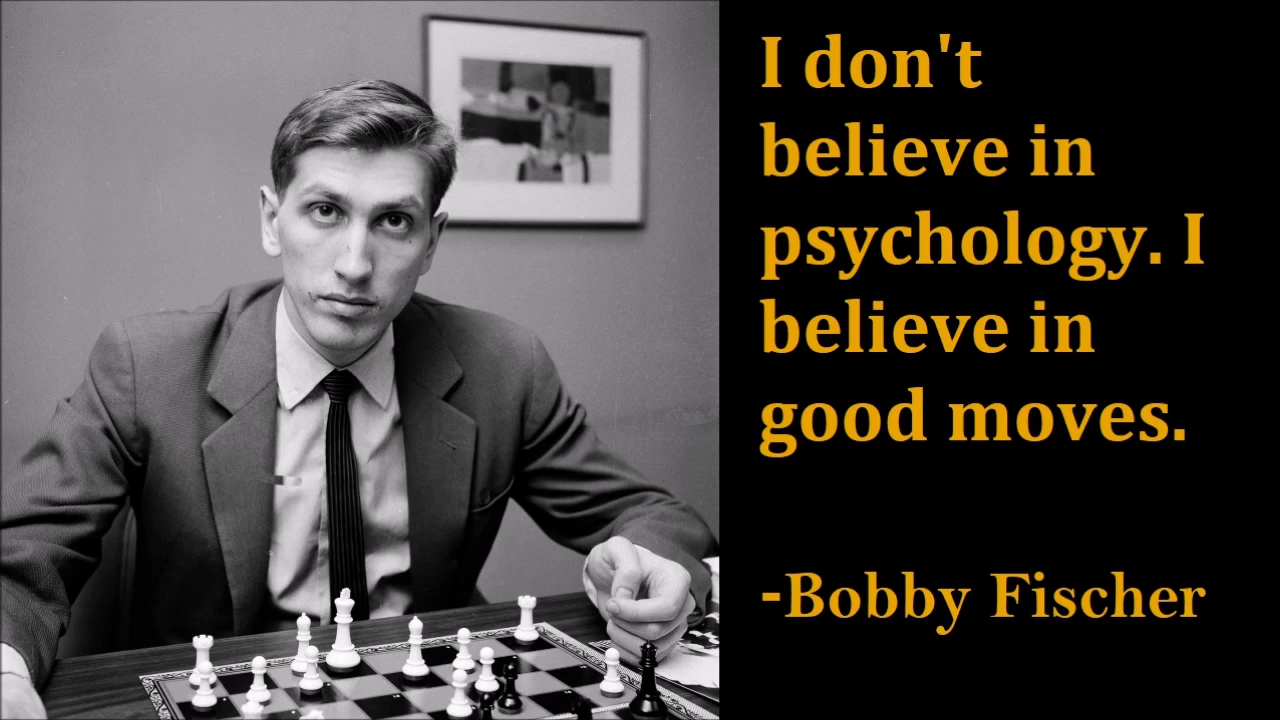 I don't
believe in
psychology. I
believe in
good moves.
-Bobby Fischer